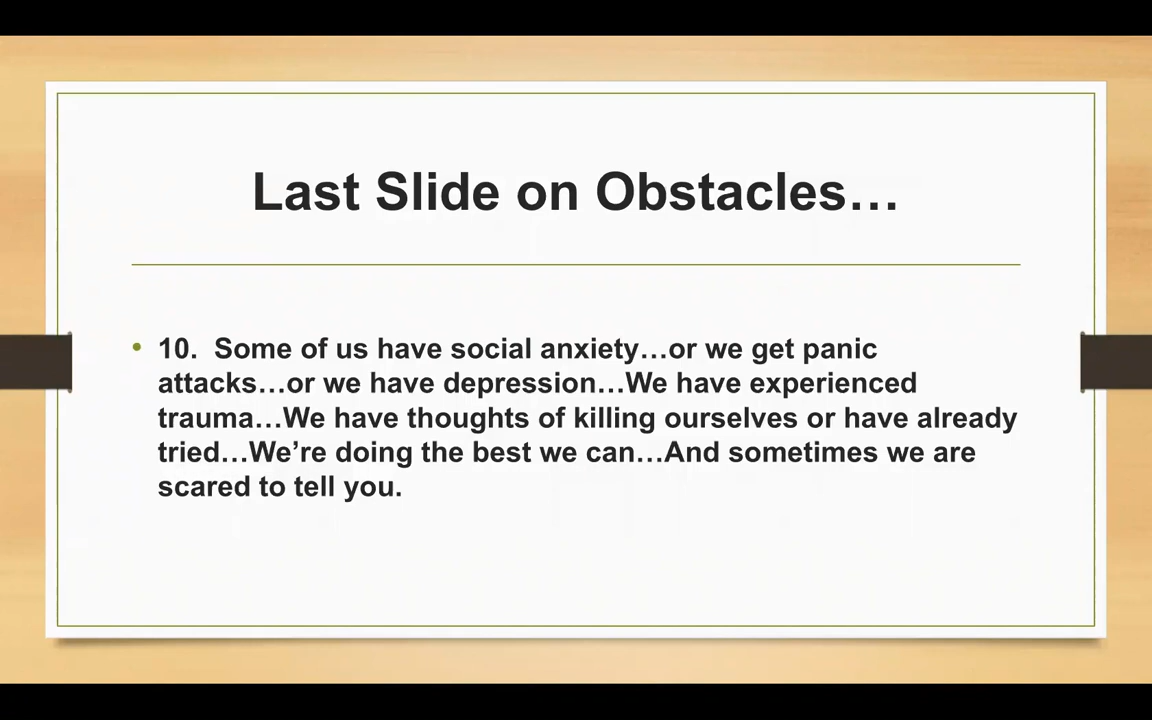 Last Slide on Obstacles…
• 10.  Some of us have social anxiety…or we get panic
attacks…or we have depression…We have experienced
trauma…We have thoughts of killing ourselves or have already
tried…We’re doing the best we can…And sometimes we are
scared to tell you.